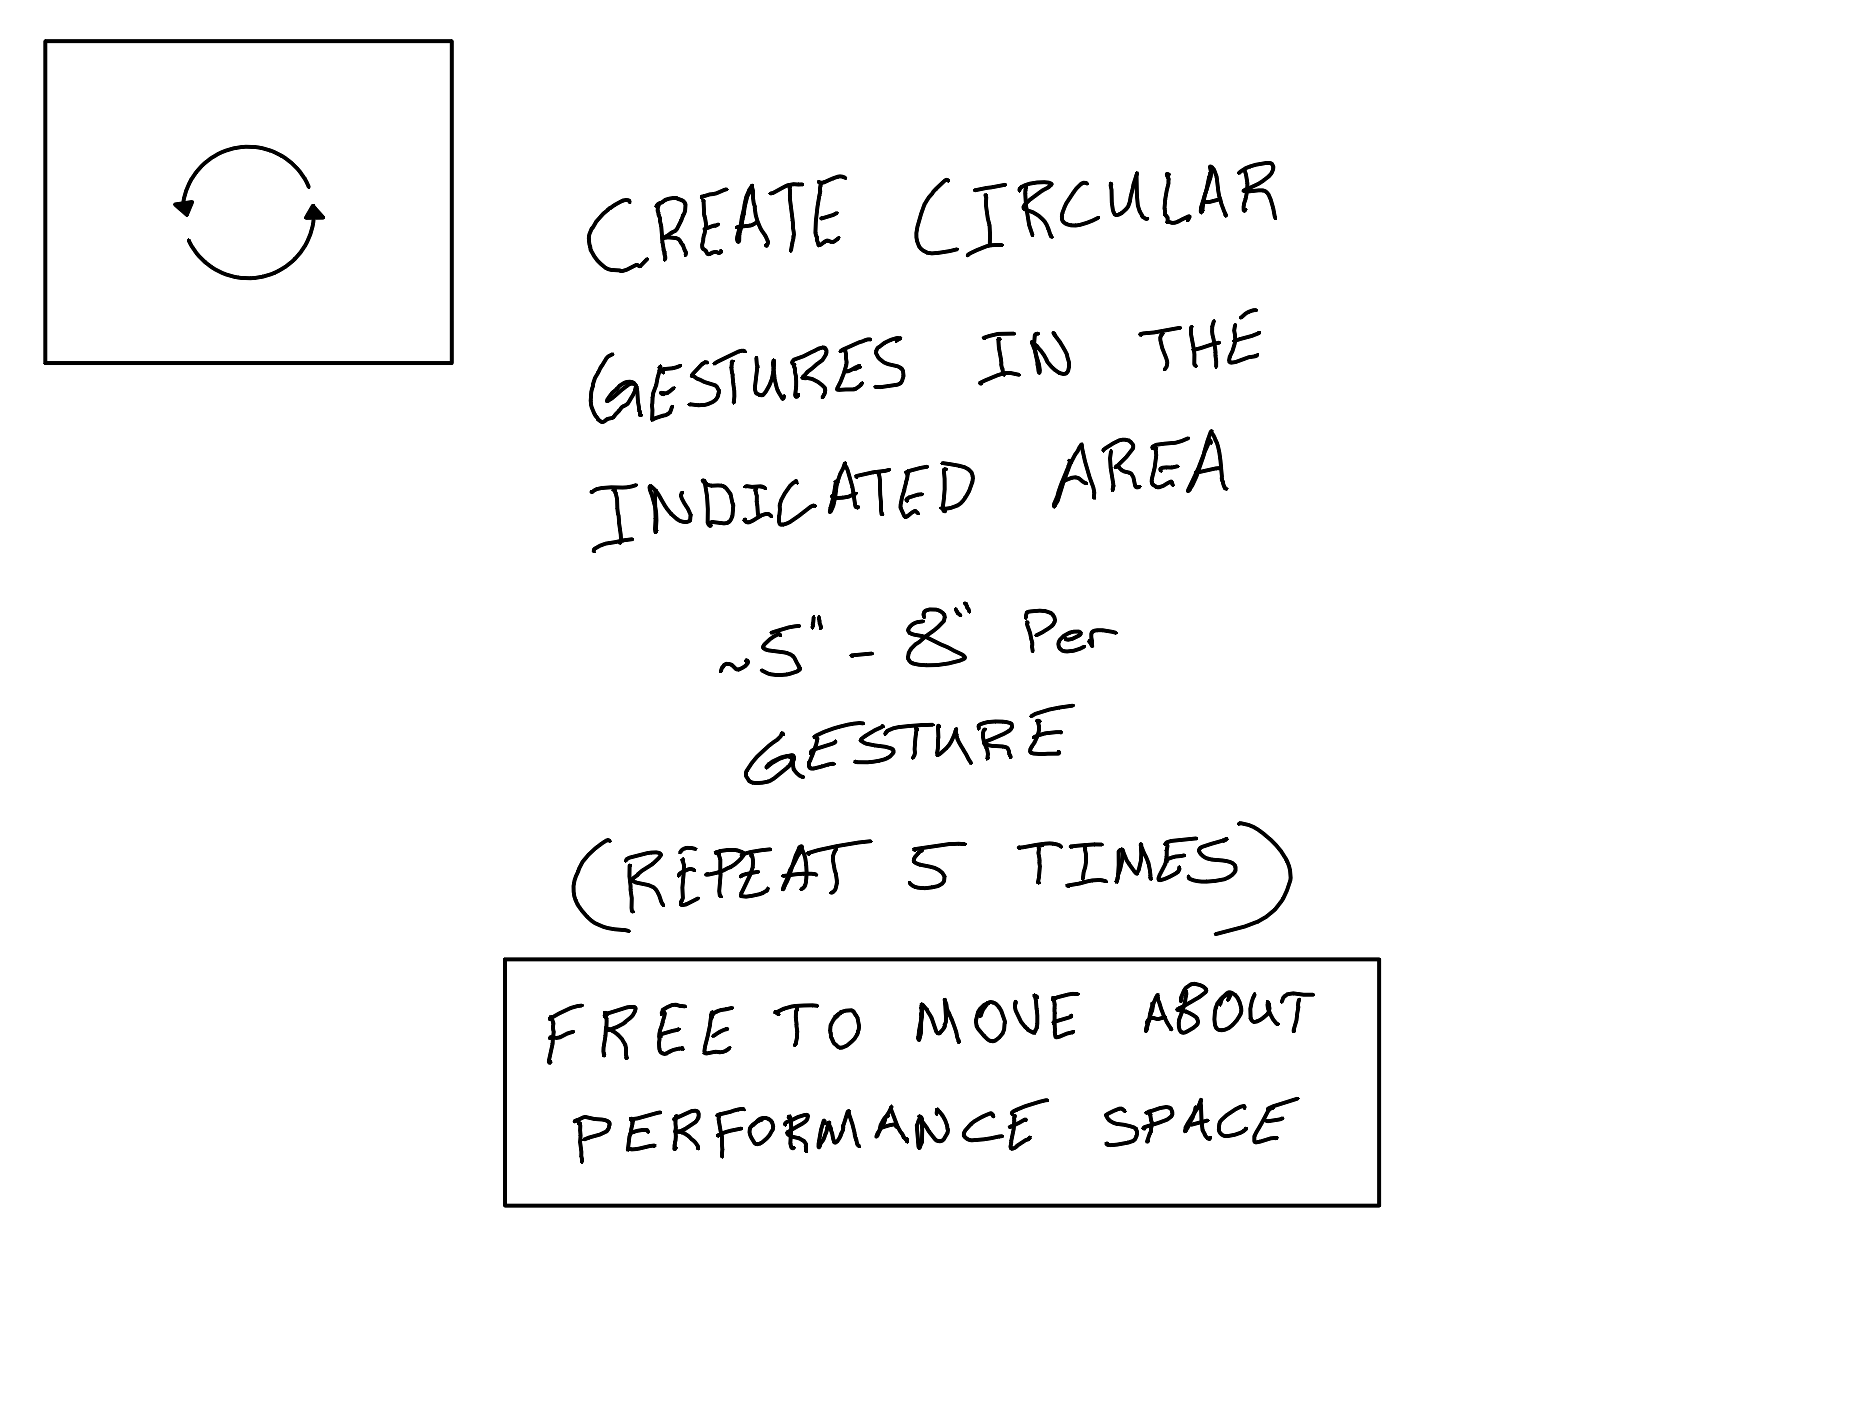 CREATE CIRCULAR
GESTURES IN THE
INDICATED AREA
~5" - 8" Per
GESTURE
(REPEAT 5 TIMES)
FREE TO MOVE ABOUT
PERFORMANCE SPACE